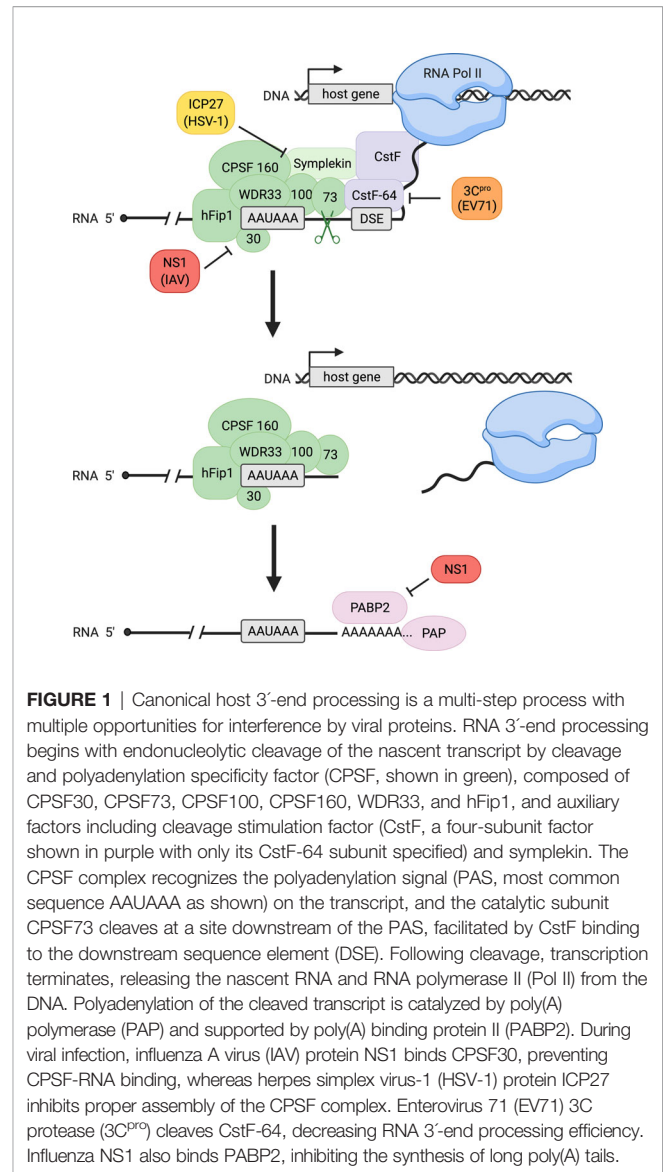 RNA Pol II
DNA
host gene
ICP27
(HSV-1)
CstF
Symplekin
CPSF 160
WDR33
100
73
CstF-64
3Cpro
(EV71)
hFip1
RNA 5'
AAUAAA
DSE
30
NS1
(IAV)
DNA
host gene
CPSF 160
WDR33
100
73
hFip1
RNA 5'
AAUAAA
30
NS1
PABP2
RNA 5'
AAUAAA
AAAAAAA...
PAP
FIGURE 1 | Canonical host 3´-end processing is a multi-step process with
multiple opportunities for interference by viral proteins. RNA 3´-end processing
begins with endonucleolytic cleavage of the nascent transcript by cleavage
and polyadenylation specificity factor (CPSF, shown in green), composed of
CPSF30, CPSF73, CPSF100, CPSF160, WDR33, and hFip1, and auxiliary
factors including cleavage stimulation factor (CstF, a four-subunit factor
shown in purple with only its CstF-64 subunit specified) and symplekin. The
CPSF complex recognizes the polyadenylation signal (PAS, most common
sequence AAUAAA as shown) on the transcript, and the catalytic subunit
CPSF73 cleaves at a site downstream of the PAS, facilitated by CstF binding
to the downstream sequence element (DSE). Following cleavage, transcription
terminates, releasing the nascent RNA and RNA polymerase II (Pol II) from the
DNA. Polyadenylation of the cleaved transcript is catalyzed by poly(A)
polymerase (PAP) and supported by poly(A) binding protein II (PABP2). During
viral infection, influenza A virus (IAV) protein NS1 binds CPSF30, preventing
CPSF-RNA binding, whereas herpes simplex virus-1 (HSV-1) protein ICP27
inhibits proper assembly of the CPSF complex. Enterovirus 71 (EV71) 3C
protease (3Cpro) cleaves CstF-64, decreasing RNA 3´-end processing efficiency.
Influenza NS1 also binds PABP2, inhibiting the synthesis of long poly(A) tails.